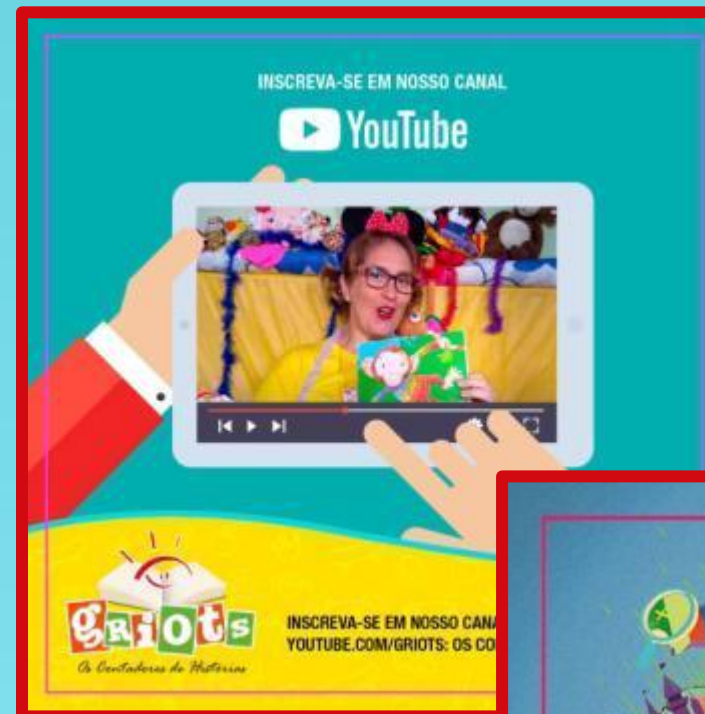 INSCREVA-SE EM NOSSO CANAL
YouTube
GRiOts
Os Contadores de Histórias
INSCREVA-SE EM NOSSO CANA
YOUTUBE.COM/GRIOTS: OS CO